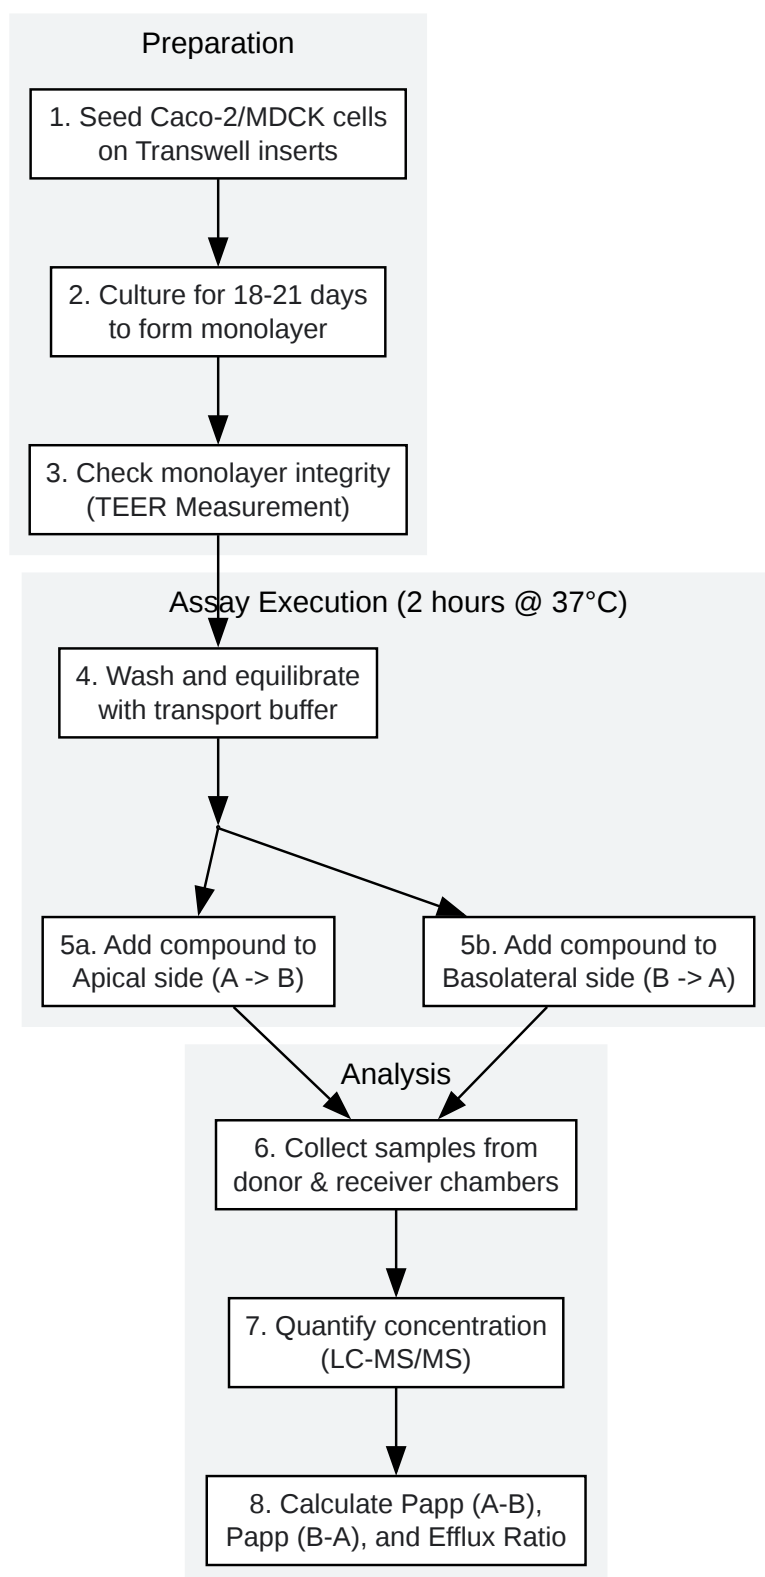 Preparation
1. Seed Caco-2/MDCK cells
on Transwell inserts
2. Culture for 18-21 days
to form monolayer
3. Check monolayer integrity
(TEER Measurement)
Assay Execution (2 hours @ 37°C)
4. Wash and equilibrate
with transport buffer
5a. Add compound to
Apical side (A -> B)
5b. Add compound to
Basolateral side (B -> A)
Analysis
6. Collect samples from
donor & receiver chambers
7. Quantify concentration
(LC-MS/MS)
8. Calculate Papp (A-B),
Papp (B-A), and Efflux Ratio